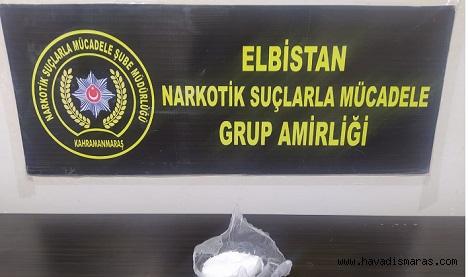 NARKOTİK SUÇLARLA MÜCADELE ŞUBE MÜDÜRLÜĞÜ
KAHRAMANMARAŞ
ELBİSTAN
NARKOTİK SUÇLARLA MÜCADELE
GRUP AMİRLİĞİ
www.havadismaras.com